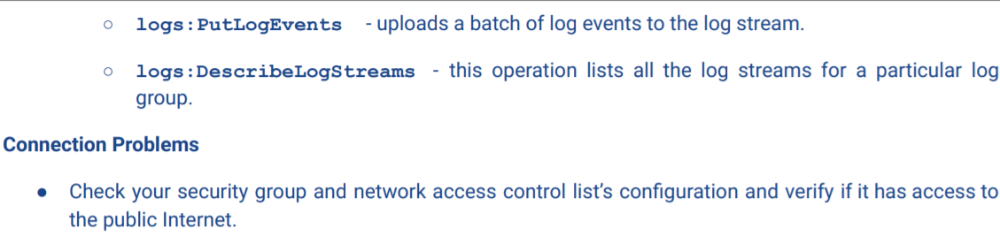 ○ logs:PutLogEvents - uploads a batch of log events to the log stream.
○ logs:DescribeLogStreams - this operation lists all the log streams for a particular log
group.
Connection Problems
● Check your security group and network access control list’s configuration and verify if it has access to
the public Internet.